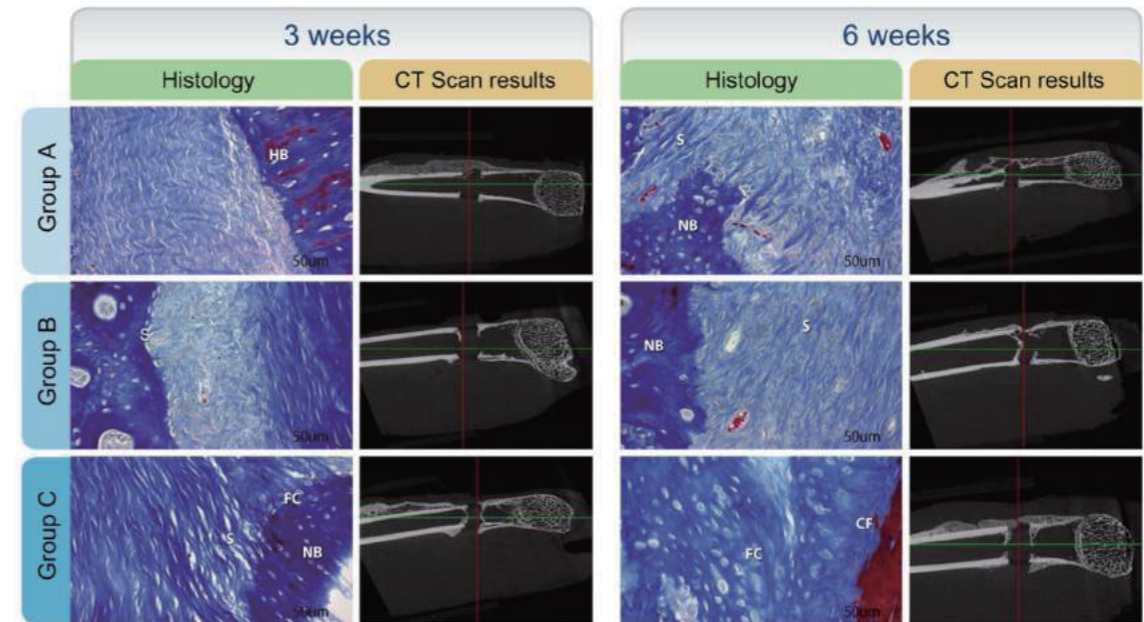 3 weeks
6 weeks
Histology
CT Scan results
Histology
CT Scan results
Group A
HB
50um
S
NB
50um
Group B
S
50um
NB
S
50um
Group C
FC
S
NB
50um
FC
CF
50um